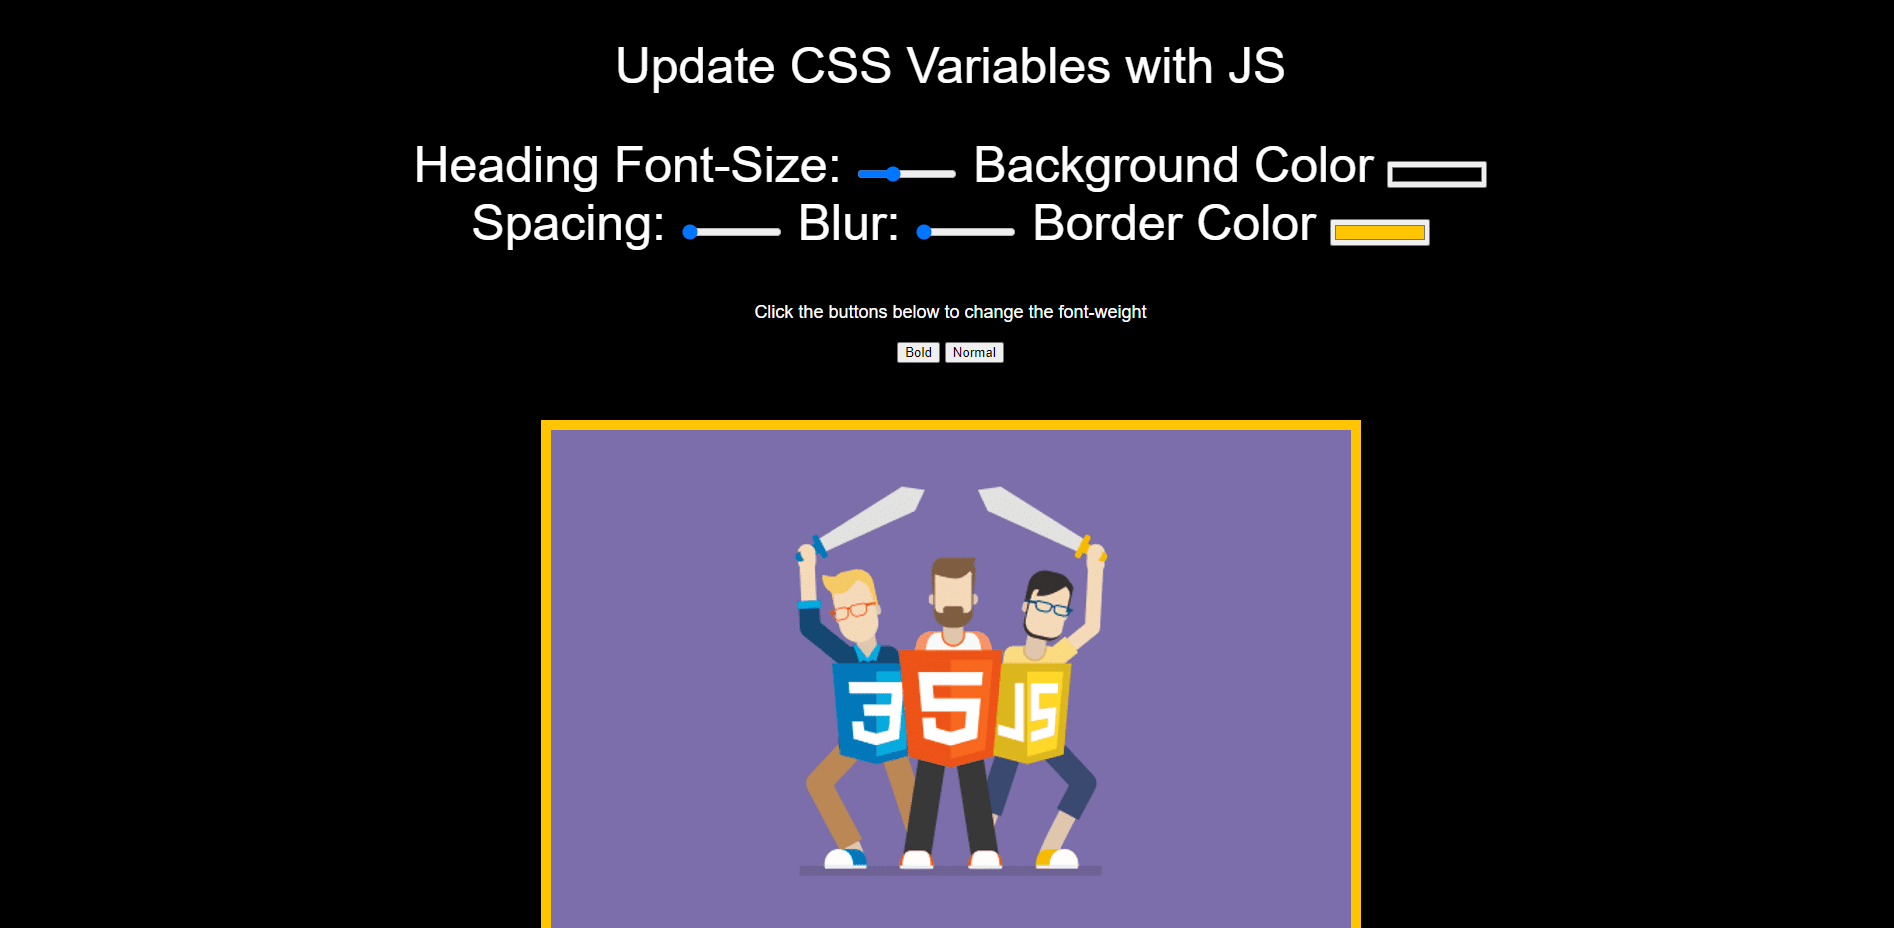 Update CSS Variables with JS
Heading Font-Size: Background Color
Spacing: Blur: Border Color
Click the buttons below to change the font-weight
Bold Normal
3 5 JS